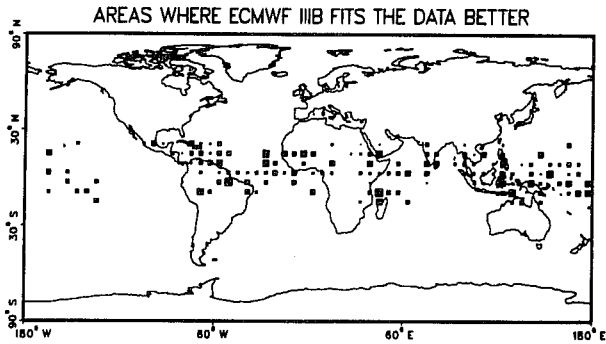 AREAS WHERE ECMWF IIIB FITS THE DATA BETTER
90° N
30° N
30° S
90° S
180° W
60° W
60° E
180° E